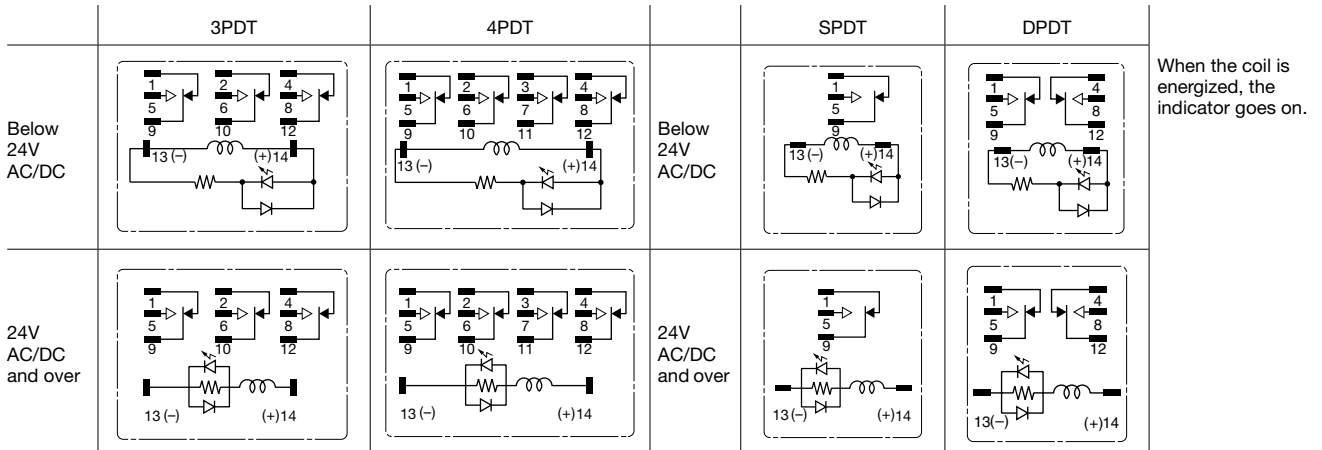 3PDT 4PDT SPDT DPDT
Below
24V
AC/DC
1 2 4
5 6 8
9 10 12
13 (–) (+)14
1 2 3 4
5 6 7 8
9 10 11 12
13 (–) (+)14
Below
24V
AC/DC
1
5
9
13 (–) (+)14
1 4
5 8
9 12
13(–) (+)14
When the coil is
energized, the
indicator goes on.
24V
AC/DC
and over
1 2 4
5 6 8
9 10 12
13 (–) (+)14
1 2 3 4
5 6 7 8
9 10 11 12
13 (–) (+)14
24V
AC/DC
and over
1
5
9
13 (–) (+)14
1 4
5 8
9 12
13(–) (+)14